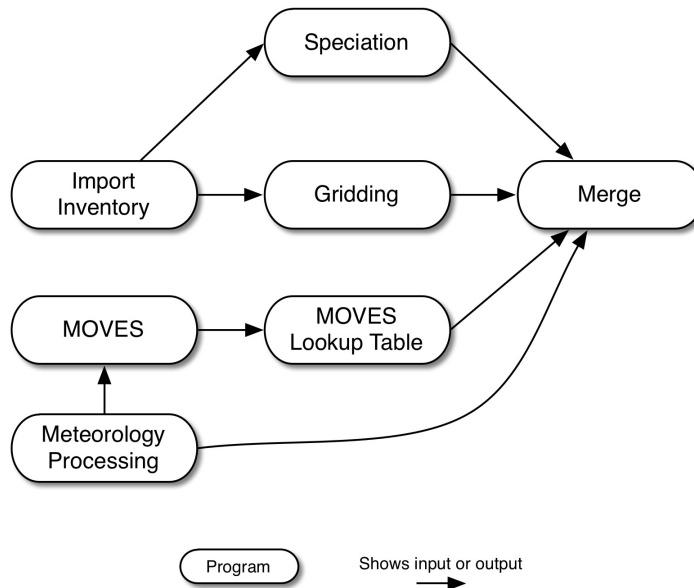 Speciation
Import
Inventory
Gridding
Merge
MOVES
MOVES
Lookup Table
Meteorology
Processing
Program
Shows input or output